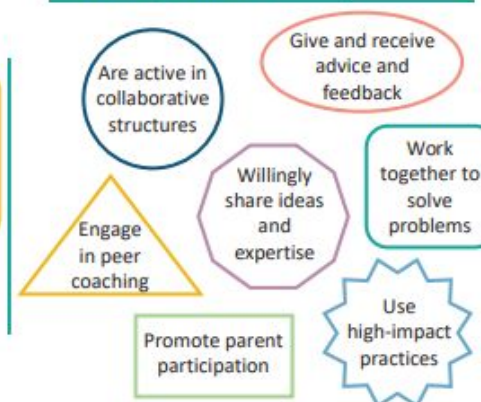 Give and receive
advice and
feedback
Are active in
collaborative
structures
Work
together to
solve
problems
Willingly
share ideas
and
expertise
Engage
in peer
coaching
Use
high-impact
practices
Promote parent
participation